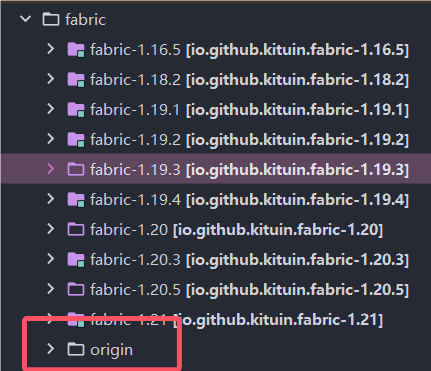 fabric
fabric-1.16.5 [io.github.kituin.fabric-1.16.5]
fabric-1.18.2 [io.github.kituin.fabric-1.18.2]
fabric-1.19.1 [io.github.kituin.fabric-1.19.1]
fabric-1.19.2 [io.github.kituin.fabric-1.19.2]
fabric-1.19.3 [io.github.kituin.fabric-1.19.3]
fabric-1.19.4 [io.github.kituin.fabric-1.19.4]
fabric-1.20 [io.github.kituin.fabric-1.20]
fabric-1.20.3 [io.github.kituin.fabric-1.20.3]
fabric-1.20.5 [io.github.kituin.fabric-1.20.5]
fabric-1.21 [io.github.kituin.fabric-1.21]
origin